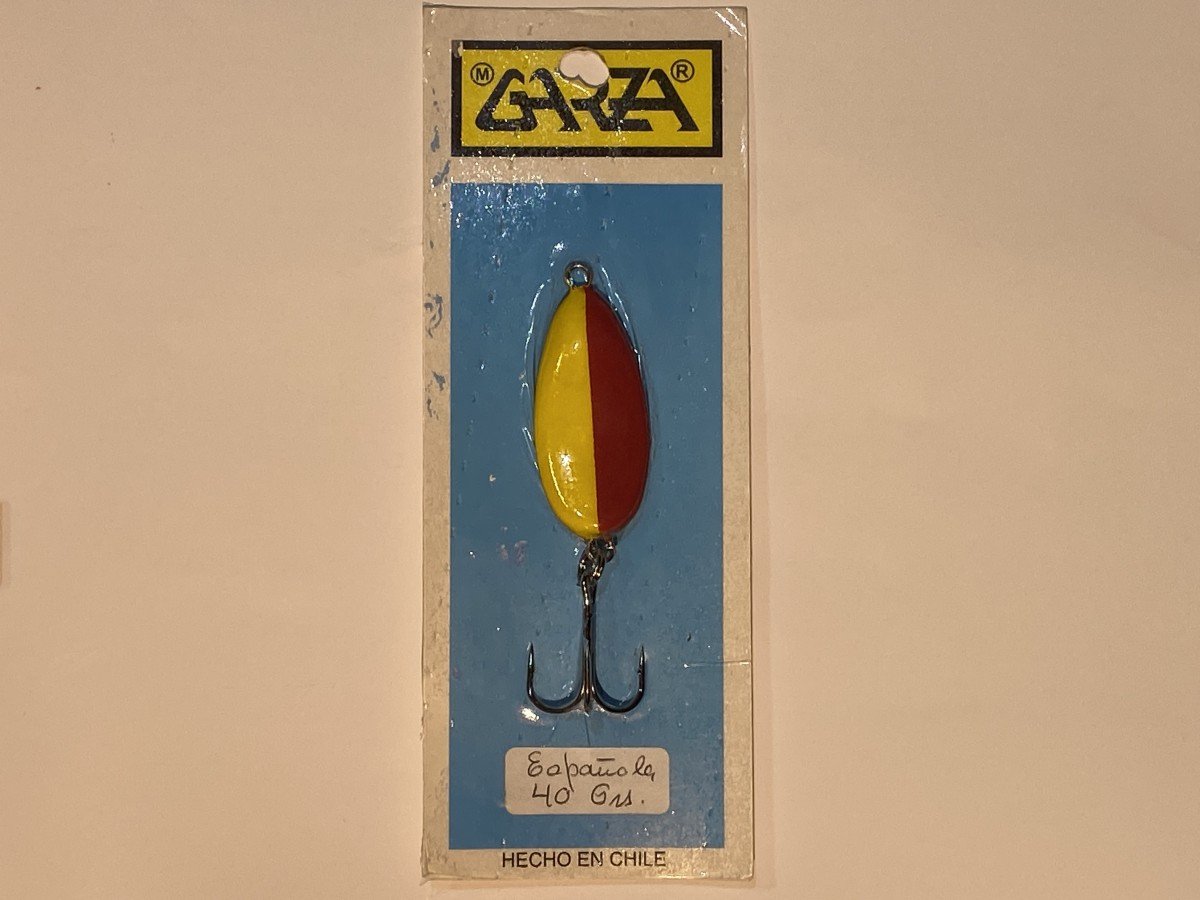 M GARZA R
Española
40 Grs.
HECHO EN CHILE